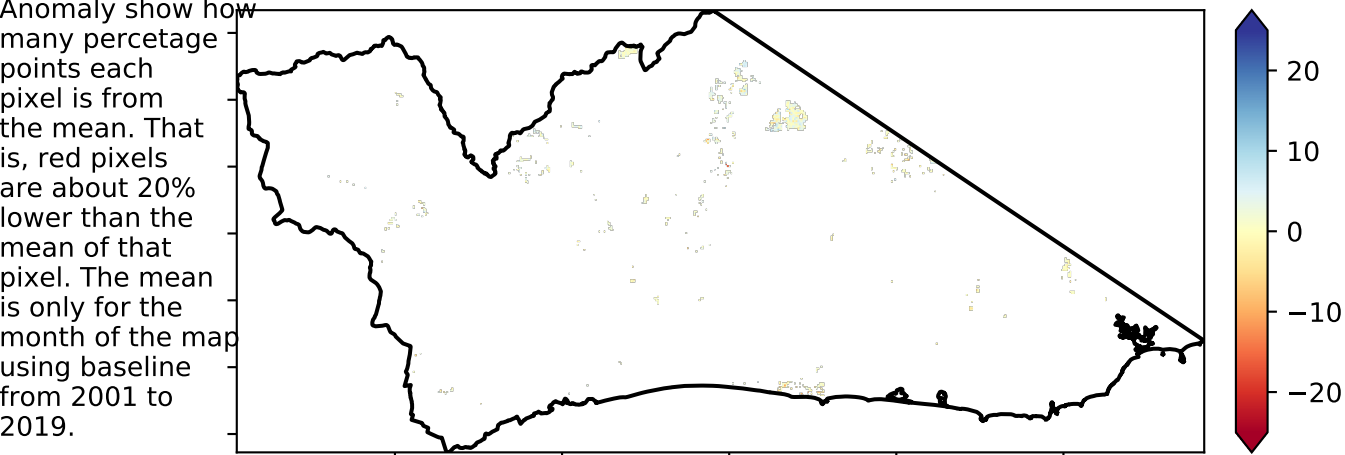 Anomaly show how
many percetage
points each
pixel is from
the mean. That
is, red pixels
are about 20%
lower than the
mean of that
pixel. The mean
is only for the
month of the map
using baseline
from 2001 to
2019.
20
10
0
−10
−20